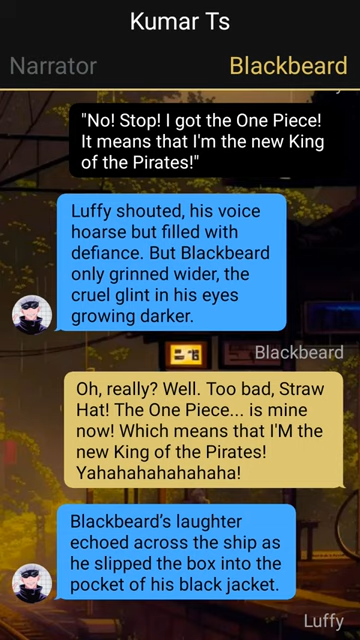 Kumar Ts
Narrator
Blackbeard
"No! Stop! I got the One Piece!
It means that I'm the new King
of the Pirates!"
Luffy shouted, his voice
hoarse but filled with
defiance. But Blackbeard
only grinned wider, the
cruel glint in his eyes
growing darker.
Blackbeard
Oh, really? Well. Too bad, Straw
Hat! The One Piece... is mine
now! Which means that I'M the
new King of the Pirates!
Yahahahahahahaha!
Blackbeard's laughter
echoed across the ship as
he slipped the box into the
pocket of his black jacket.
Luffy